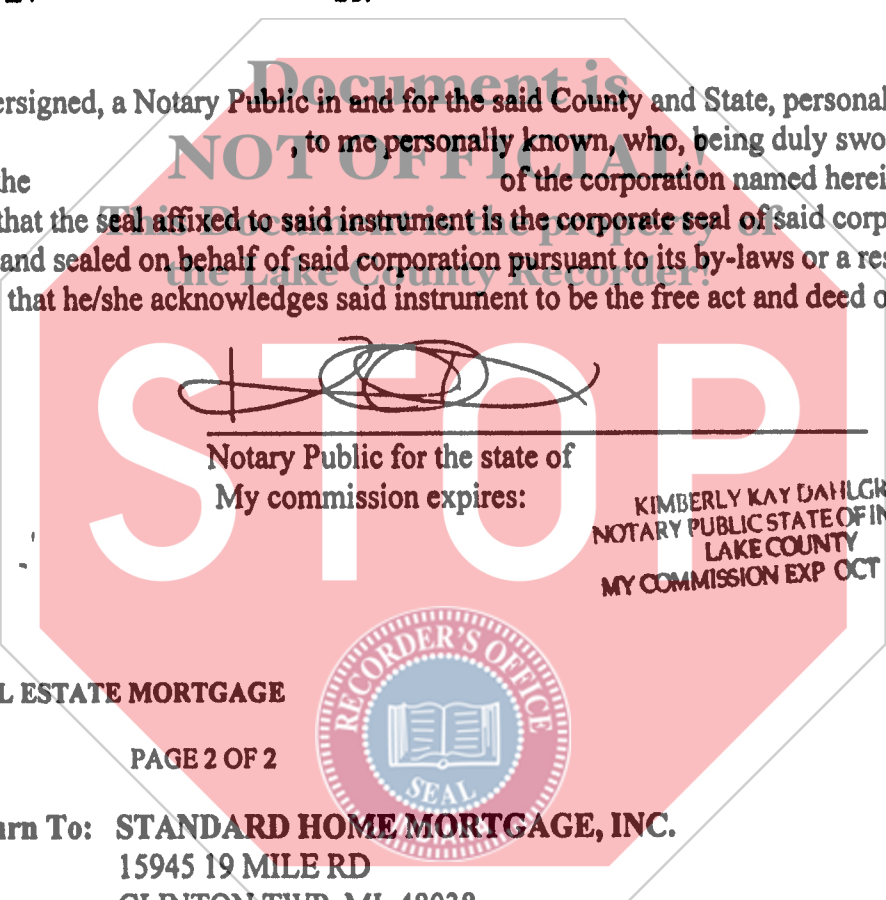 Document is
ersigned, a Notary Public in and for the said County and State, personal
NOT OFFICIAL!
, to me personally known, who, being duly swo
he of the corporation named herei
This Document is the property of
that the seal affixed to said instrument is the corporate seal of said corp
and sealed on behalf of said corporation pursuant to its by-laws or a res
the Lake County Recorder!
that he/she acknowledges said instrument to be the free act and deed o
STOP
Notary Public for the state of
My commission expires:
KIMBERLY KAY DAHLGR
NOTARY PUBLIC STATE OF IN
LAKE COUNTY
MY COMMISSION EXP OCT
RECORDER'S OFFICE
SEAL
L ESTATE MORTGAGE
PAGE 2 OF 2
urn To: STANDARD HOME MORTGAGE, INC.
15945 19 MILE RD
CLINTON TWP, MI 48038